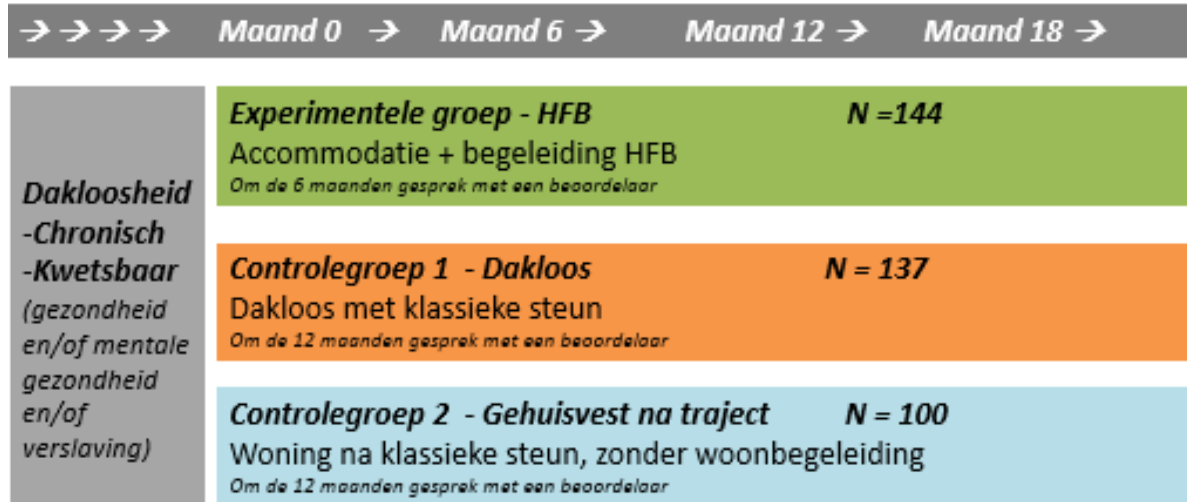 →→→→ Maand 0 → Maand 6 → Maand 12 → Maand 18 →
Dakloosheid
-Chronisch
-Kwetsbaar
(gezondheid
en/of mentale
gezondheid
en/of
verslaving)
Experimentele groep - HFB N =144
Accommodatie + begeleiding HFB
Om de 6 maanden gesprek met een beoordelaar
Controlegroep 1 - Dakloos N = 137
Dakloos met klassieke steun
Om de 12 maanden gesprek met een beoordelaar
Controlegroep 2 - Gehuisvest na traject N = 100
Woning na klassieke steun, zonder woonbegeleiding
Om de 12 maanden gesprek met een beoordelaar